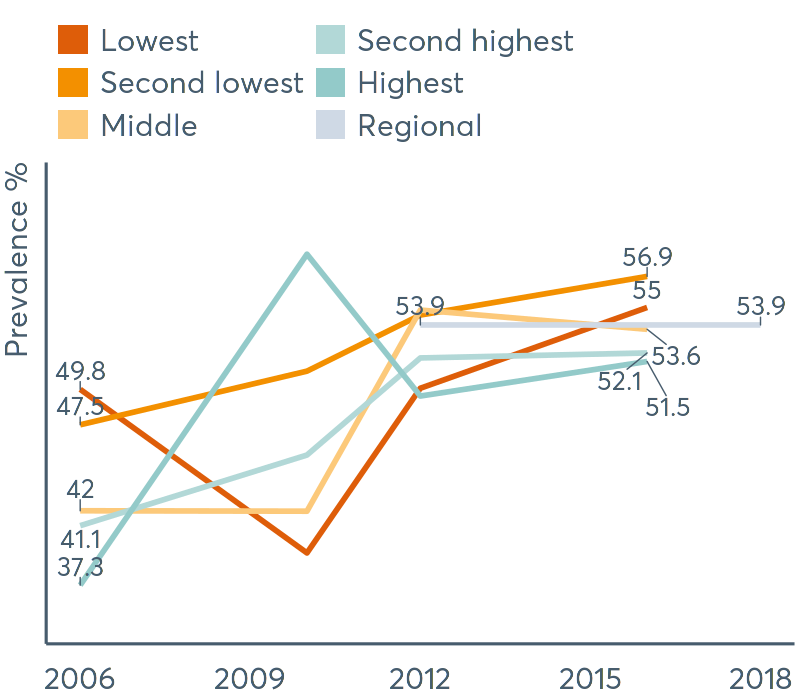 Lowest
Second lowest
Middle
Second highest
Highest
Regional
Prevalence %
56.9
55
53.9
53.9
53.6
52.1
51.5
49.8
47.5
42
41.1
37.3
2006 2009 2012 2015 2018